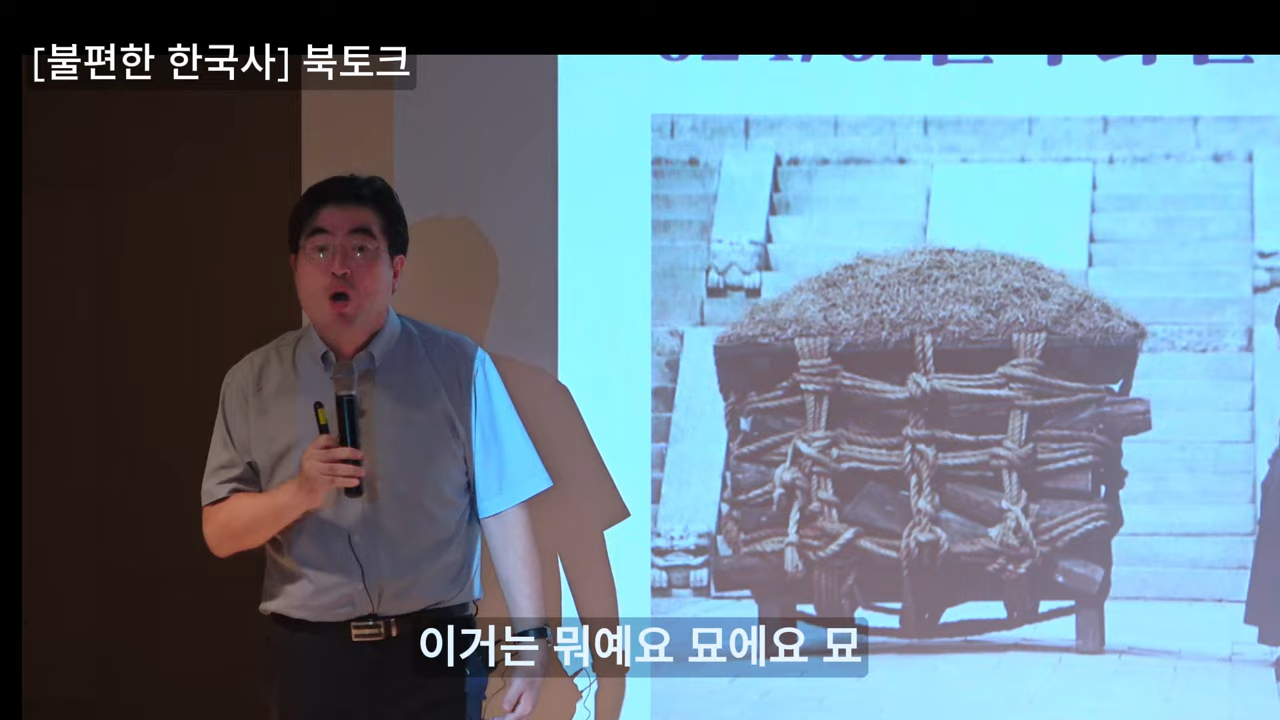 [불편한 한국사] 북토크
이거는 뭐예요 묘에요 묘